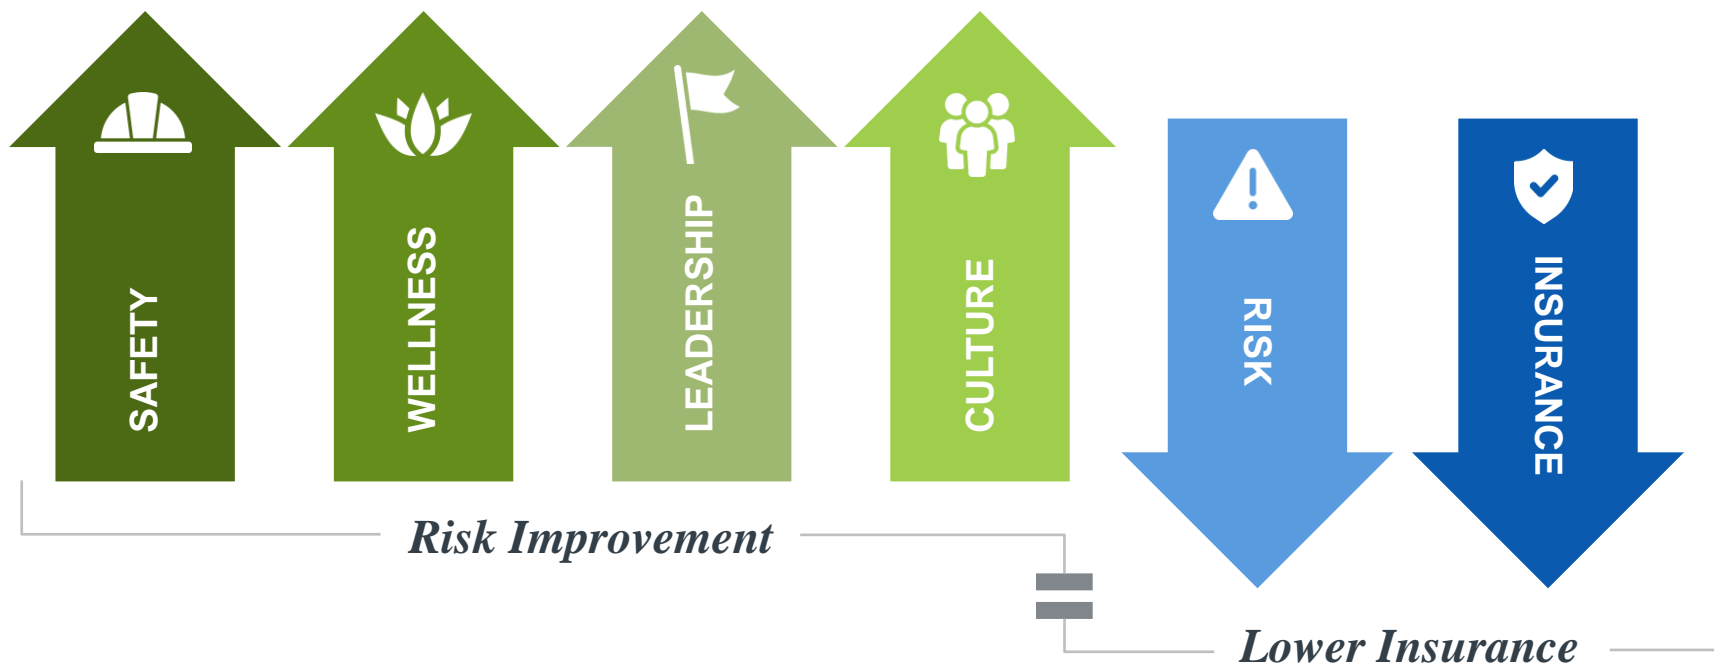 SAFETY
WELLNESS
LEADERSHIP
CULTURE
RISK
INSURANCE
Risk Improvement
Lower Insurance